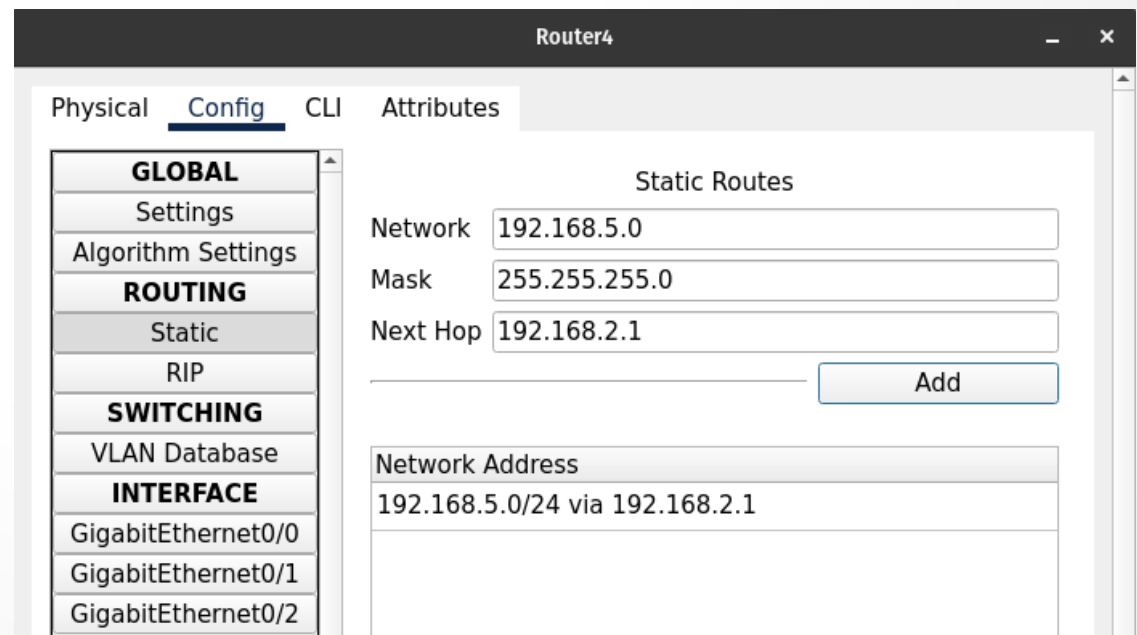 Router4
Physical Config CLI Attributes
GLOBAL
Settings
Algorithm Settings
ROUTING
Static
RIP
SWITCHING
VLAN Database
INTERFACE
GigabitEthernet0/0
GigabitEthernet0/1
GigabitEthernet0/2
Static Routes
Network 192.168.5.0
Mask 255.255.255.0
Next Hop 192.168.2.1
Add
Network Address
192.168.5.0/24 via 192.168.2.1